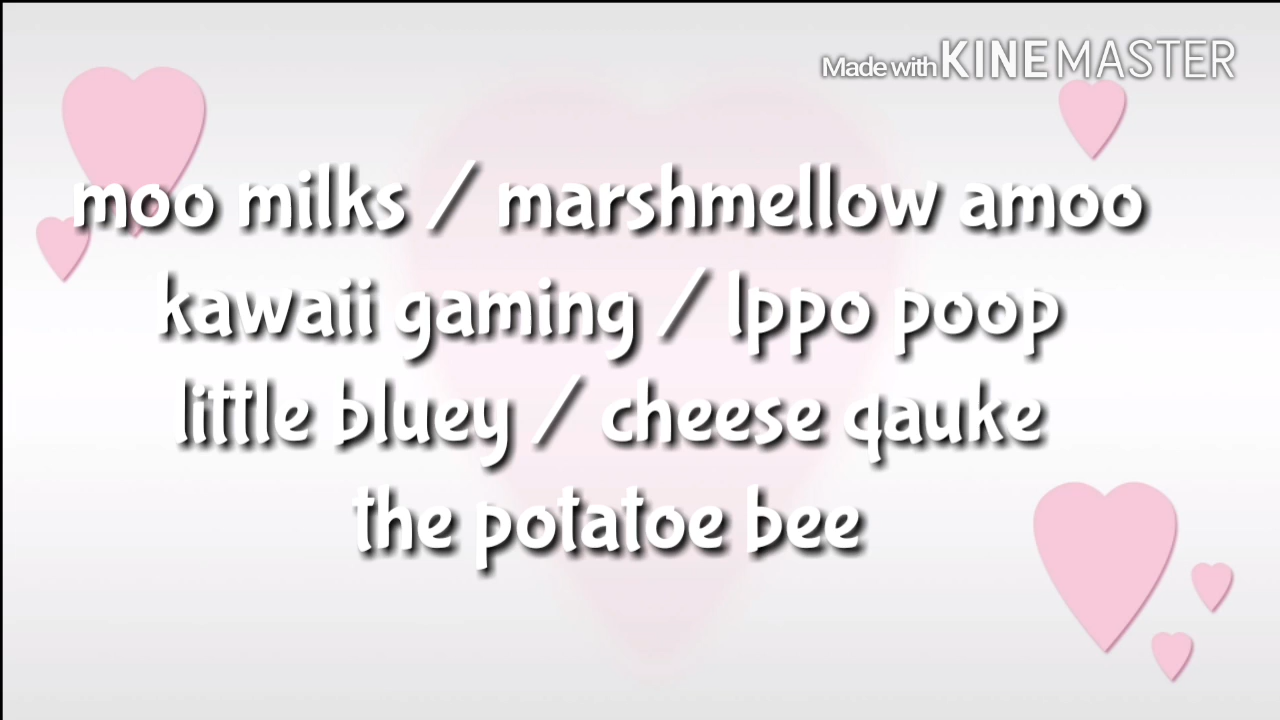 Made with KINEMASTER
moo milks / marshmellow amoo
kawaii gaming / lppo poop
little bluey / cheese qauke
the potatoe bee